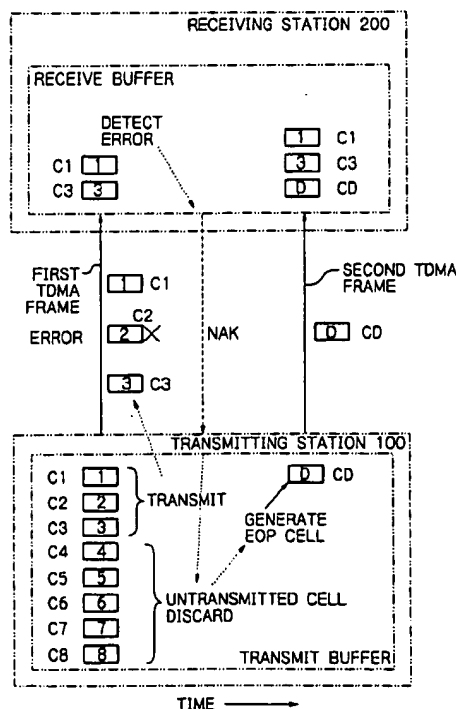 RECEIVING STATION 200
RECEIVE BUFFER
DETECT
ERROR
1 C1
C1 1
3 C3
C3 3
D CD
FIRST
TDMA
FRAME
SECOND TDMA
FRAME
1 C1
C2
ERROR 2
NAK
D CD
3 C3
TRANSMITTING STATION 100
C1 1
C2 2
C3 3
TRANSMIT
D CD
GENERATE
EOP CELL
C4 4
C5 5
C6 6
C7 7
C8 8
UNTRANSMITTED CELL
DISCARD
TRANSMIT BUFFER
TIME